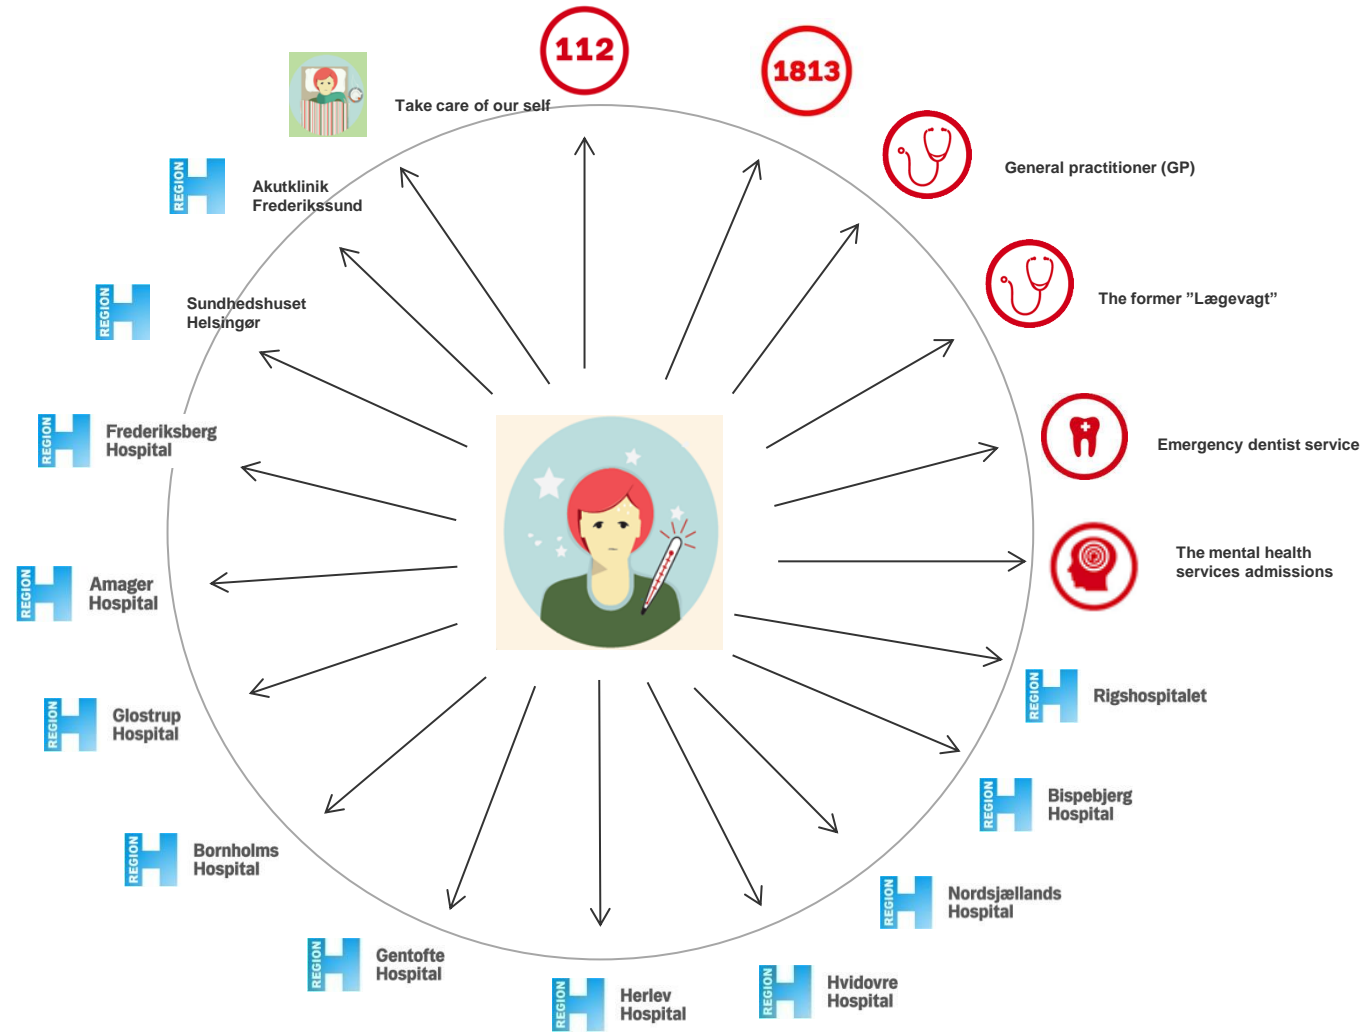 112
1813
Take care of our self
General practitioner (GP)
REGION
Akutklinik
Frederikssund
The former ”Lægevagt”
REGION
Sundhedshuset
Helsingør
Emergency dentist service
REGION
Frederiksberg
Hospital
The mental health
services admissions
REGION
Amager
Hospital
REGION
Rigshospitalet
REGION
Glostrup
Hospital
REGION
Bispebjerg
Hospital
REGION
Bornholms
Hospital
REGION
Nordsjællands
Hospital
REGION
Gentofte
Hospital
REGION
Herlev
Hospital
REGION
Hvidovre
Hospital